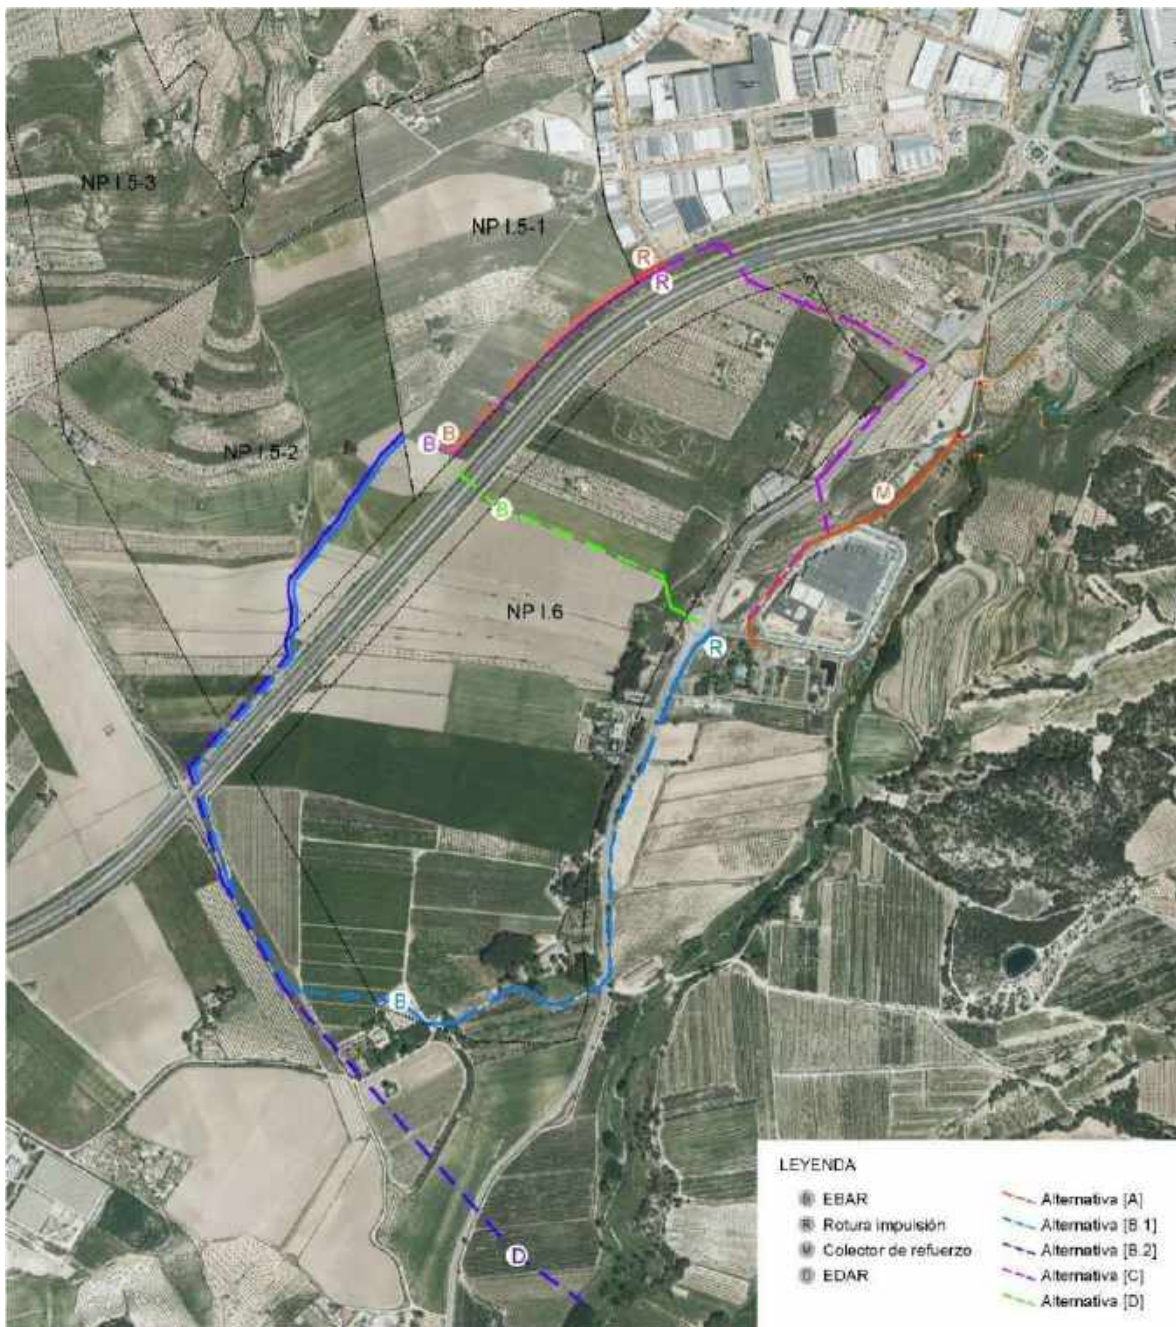 NP I.5-3
NP I.5-1
R
R
B
B
NP I.5-2
M
B
NP I.6
R
B
D
LEYENDA
B EBAR
R Rotura impulsión
M Colector de refuerzo
D EDAR
Alternativa [A]
Alternativa [B.1]
Alternativa [B.2]
Alternativa [C]
Alternativa [D]